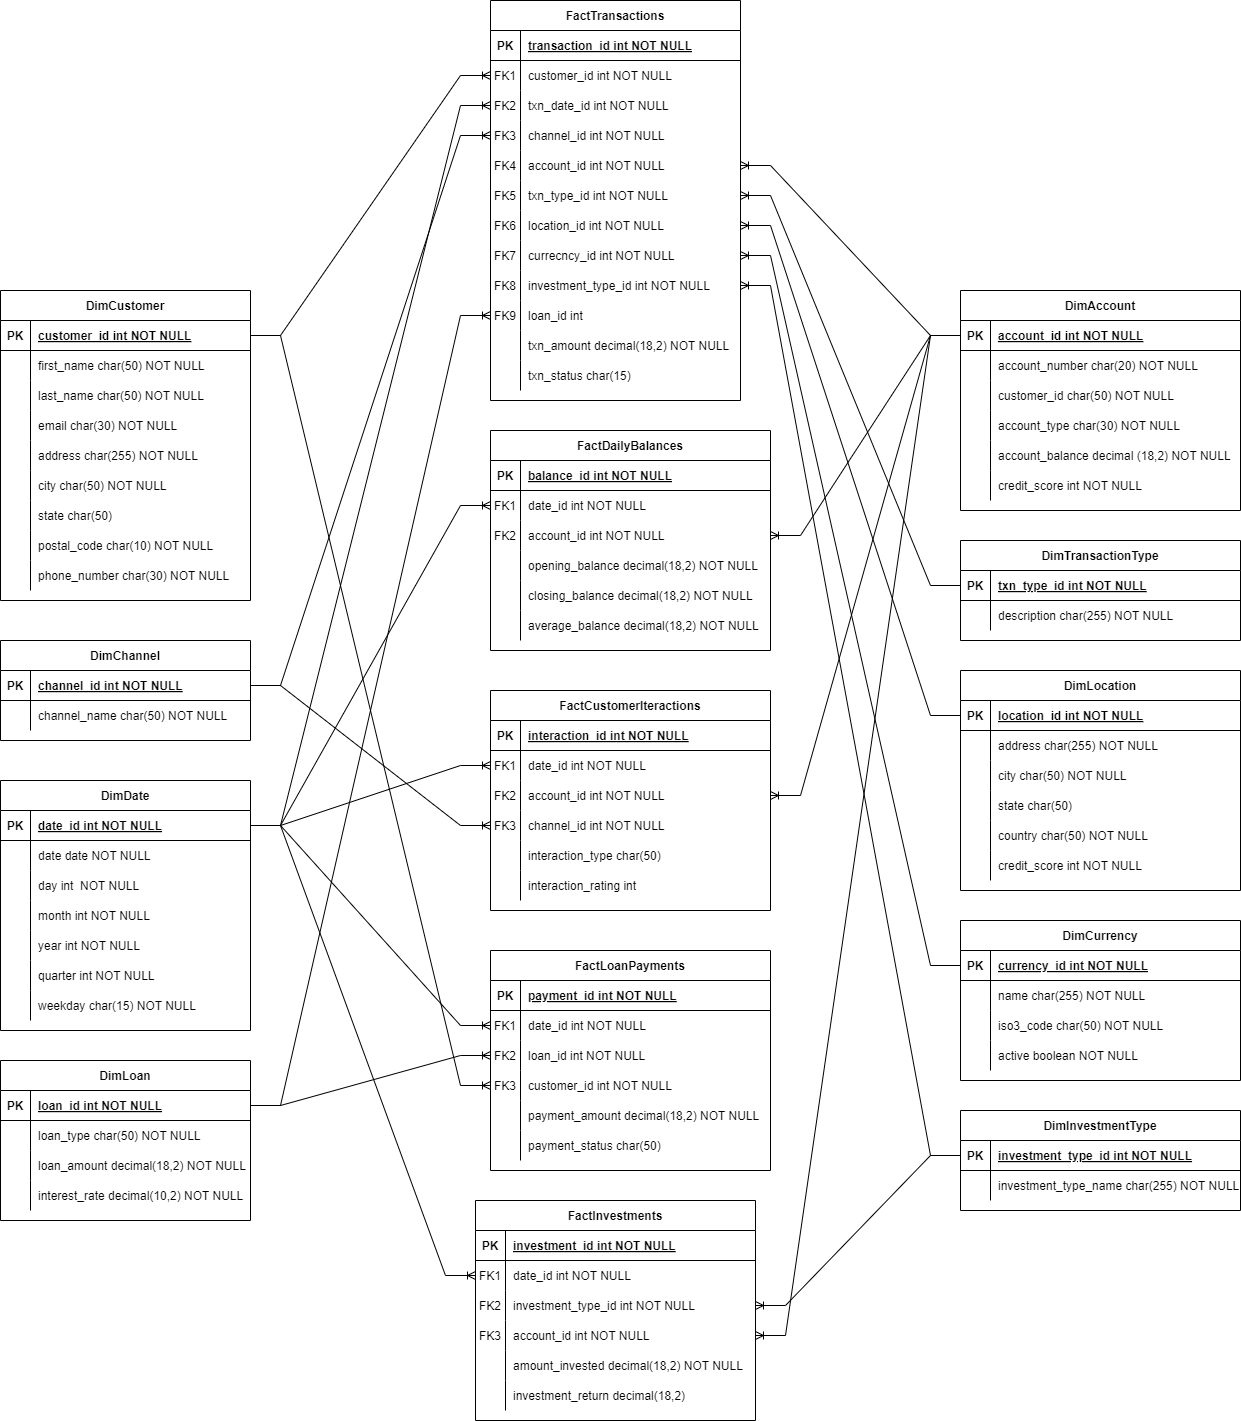 FactTransactions
PK transaction_id int NOT NULL
FK1 customer_id int NOT NULL
FK2 txn_date_id int NOT NULL
FK3 channel_id int NOT NULL
FK4 account_id int NOT NULL
FK5 txn_type_id int NOT NULL
FK6 location_id int NOT NULL
FK7 currecncy_id int NOT NULL
FK8 investment_type_id int NOT NULL
FK9 loan_id int
txn_amount decimal(18,2) NOT NULL
txn_status char(15)
DimCustomer
PK customer_id int NOT NULL
first_name char(50) NOT NULL
last_name char(50) NOT NULL
email char(30) NOT NULL
address char(255) NOT NULL
city char(50) NOT NULL
state char(50)
postal_code char(10) NOT NULL
phone_number char(30) NOT NULL
DimAccount
PK account_id int NOT NULL
account_number char(20) NOT NULL
customer_id char(50) NOT NULL
account_type char(30) NOT NULL
account_balance decimal (18,2) NOT NULL
credit_score int NOT NULL
FactDailyBalances
PK balance_id int NOT NULL
FK1 date_id int NOT NULL
FK2 account_id int NOT NULL
opening_balance decimal(18,2) NOT NULL
closing_balance decimal(18,2) NOT NULL
average_balance decimal(18,2) NOT NULL
DimTransactionType
PK txn_type_id int NOT NULL
description char(255) NOT NULL
DimChannel
PK channel_id int NOT NULL
channel_name char(50) NOT NULL
FactCustomerIteractions
PK interaction_id int NOT NULL
FK1 date_id int NOT NULL
FK2 account_id int NOT NULL
FK3 channel_id int NOT NULL
interaction_type char(50)
interaction_rating int
DimLocation
PK location_id int NOT NULL
address char(255) NOT NULL
city char(50) NOT NULL
state char(50)
country char(50) NOT NULL
credit_score int NOT NULL
DimDate
PK date_id int NOT NULL
date date NOT NULL
day int NOT NULL
month int NOT NULL
year int NOT NULL
quarter int NOT NULL
weekday char(15) NOT NULL
FactLoanPayments
PK payment_id int NOT NULL
FK1 date_id int NOT NULL
FK2 loan_id int NOT NULL
FK3 customer_id int NOT NULL
payment_amount decimal(18,2) NOT NULL
payment_status char(50)
DimCurrency
PK currency_id int NOT NULL
name char(255) NOT NULL
iso3_code char(50) NOT NULL
active boolean NOT NULL
DimLoan
PK loan_id int NOT NULL
loan_type char(50) NOT NULL
loan_amount decimal(18,2) NOT NULL
interest_rate decimal(10,2) NOT NULL
DimInvestmentType
PK investment_type_id int NOT NULL
investment_type_name char(255) NOT NULL
FactInvestments
PK investment_id int NOT NULL
FK1 date_id int NOT NULL
FK2 investment_type_id int NOT NULL
FK3 account_id int NOT NULL
amount_invested decimal(18,2) NOT NULL
investment_return decimal(18,2)